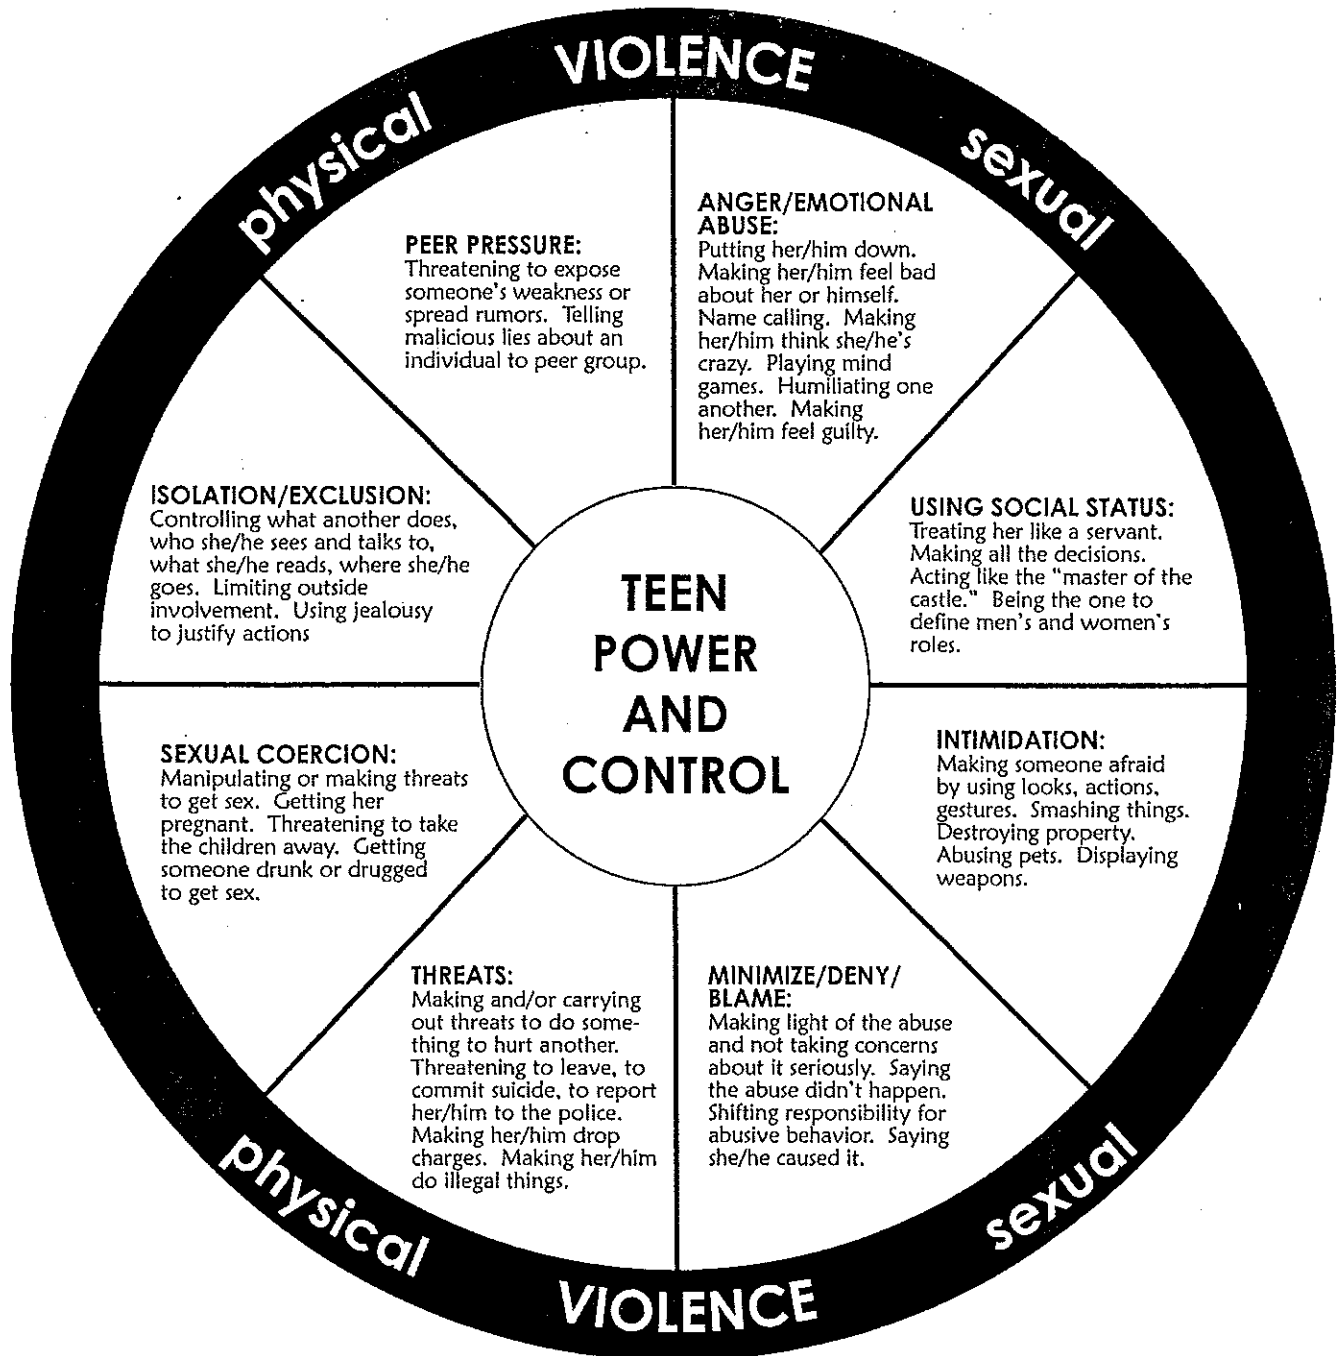 VIOLENCE
physical
sexual
PEER PRESSURE:
Threatening to expose
someone's weakness or
spread rumors. Telling
malicious lies about an
individual to peer group.
ANGER/EMOTIONAL
ABUSE:
Putting her/him down.
Making her/him feel bad
about her or himself.
Name calling. Making
her/him think she/he's
crazy. Playing mind
games. Humiliating one
another. Making
her/him feel guilty.
ISOLATION/EXCLUSION:
Controlling what another does,
who she/he sees and talks to,
what she/he reads, where she/he
goes. Limiting outside
involvement. Using jealousy
to justify actions
USING SOCIAL STATUS:
Treating her like a servant.
Making all the decisions.
Acting like the "master of the
castle." Being the one to
define men's and women's
roles.
TEEN
POWER
AND
CONTROL
SEXUAL COERCION:
Manipulating or making threats
to get sex. Getting her
pregnant. Threatening to take
the children away. Getting
someone drunk or drugged
to get sex.
INTIMIDATION:
Making someone afraid
by using looks, actions,
gestures. Smashing things.
Destroying property.
Abusing pets. Displaying
weapons.
THREATS:
Making and/or carrying
out threats to do some-
thing to hurt another.
Threatening to leave, to
commit suicide, to report
her/him to the police.
Making her/him drop
charges. Making her/him
do illegal things.
MINIMIZE/DENY/
BLAME:
Making light of the abuse
and not taking concerns
about it seriously. Saying
the abuse didn't happen.
Shifting responsibility for
abusive behavior. Saying
she/he caused it.
physical
sexual
VIOLENCE